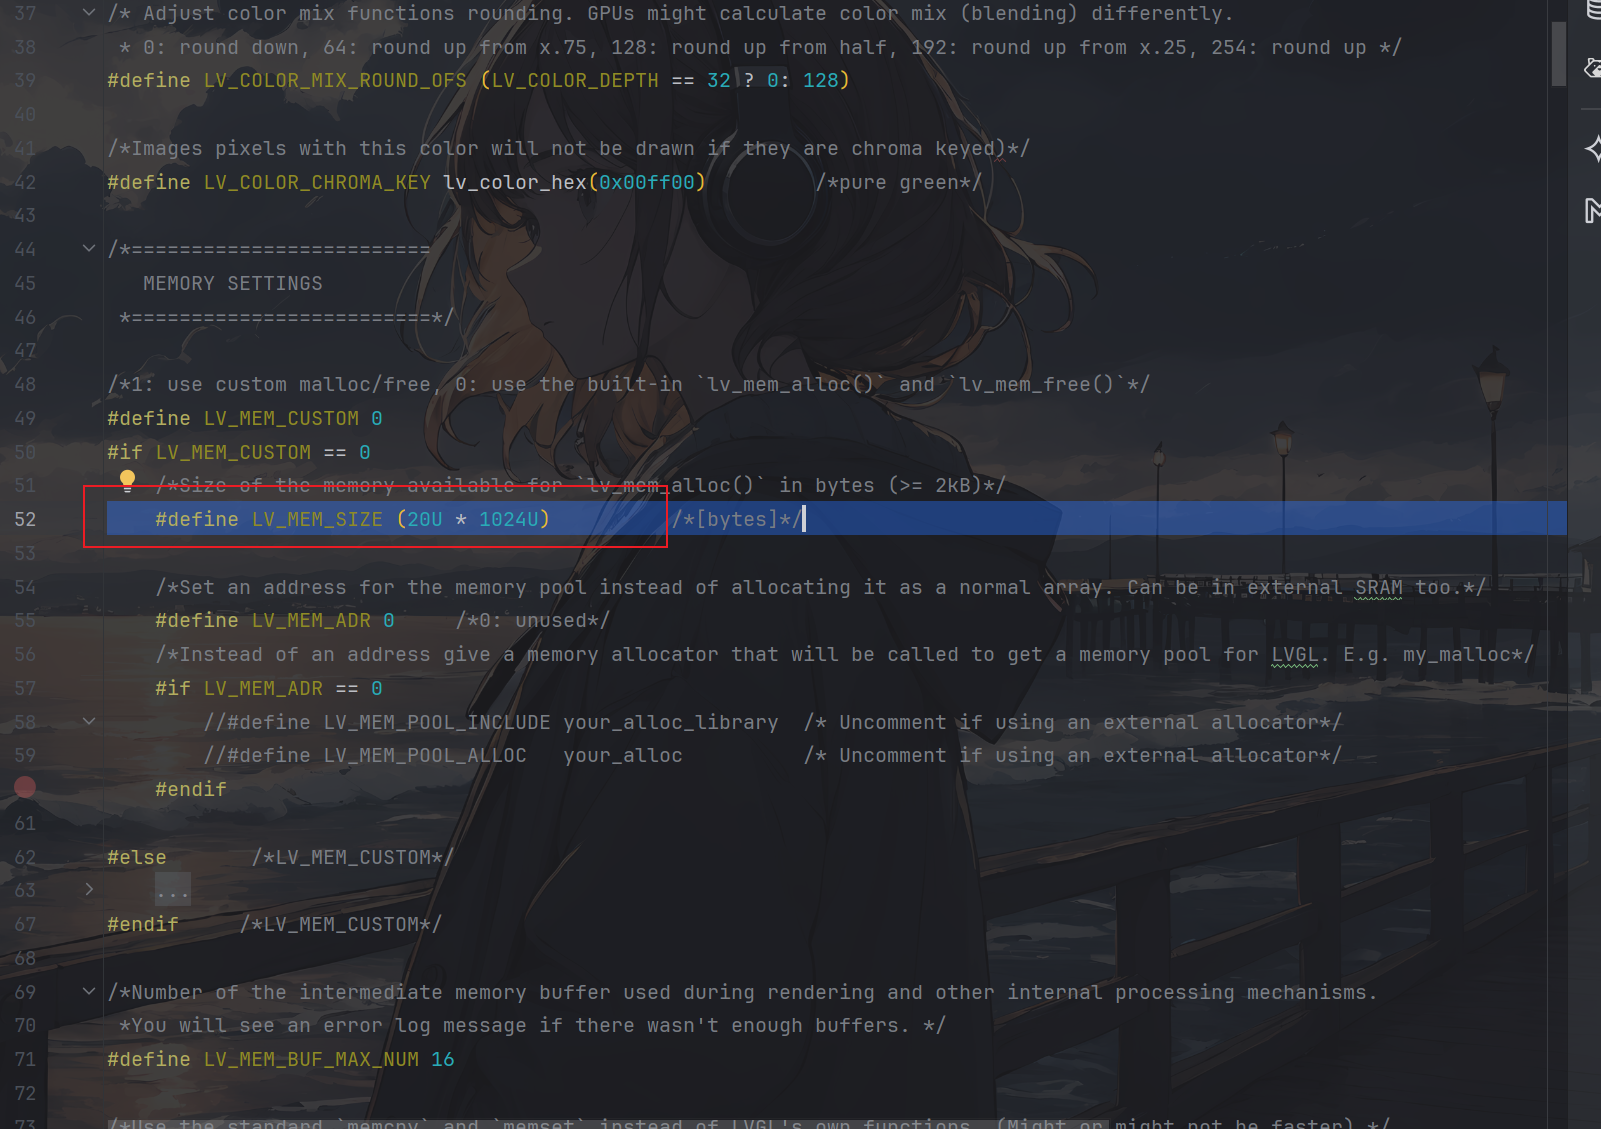 37 /* Adjust color mix functions rounding. GPUs might calculate color mix (blending) differently.
38 * 0: round down, 64: round up from x.75, 128: round up from half, 192: round up from x.25, 254: round up */
39 #define LV_COLOR_MIX_ROUND_OFS (LV_COLOR_DEPTH == 32 ? 0: 128)
40
41 /*Images pixels with this color will not be drawn if they are chroma keyed)*/
42 #define LV_COLOR_CHROMA_KEY lv_color_hex(0x00ff00) /*pure green*/
43
44 /*=========================
45 MEMORY SETTINGS
46 *=========================*/
47
48 /*1: use custom malloc/free, 0: use the built-in `lv_mem_alloc()` and `lv_mem_free()`*/
49 #define LV_MEM_CUSTOM 0
50 #if LV_MEM_CUSTOM == 0
51 /*Size of the memory available for `lv_mem_alloc()` in bytes (>= 2kB)*/
52 #define LV_MEM_SIZE (20U * 1024U) /*[bytes]*/
53
54 /*Set an address for the memory pool instead of allocating it as a normal array. Can be in external SRAM too.*/
55 #define LV_MEM_ADR 0 /*0: unused*/
56 /*Instead of an address give a memory allocator that will be called to get a memory pool for LVGL. E.g. my_malloc*/
57 #if LV_MEM_ADR == 0
58 //#define LV_MEM_POOL_INCLUDE your_alloc_library /* Uncomment if using an external allocator*/
59 //#define LV_MEM_POOL_ALLOC your_alloc /* Uncomment if using an external allocator*/
#endif
61
62 #else /*LV_MEM_CUSTOM*/
63 ...
67 #endif /*LV_MEM_CUSTOM*/
68
69 /*Number of the intermediate memory buffer used during rendering and other internal processing mechanisms.
70 *You will see an error log message if there wasn't enough buffers. */
71 #define LV_MEM_BUF_MAX_NUM 16
72
73 /*Use the standard `memcpy` and `memset` instead of LVGL's own functions. (Might or might not be faster).*/